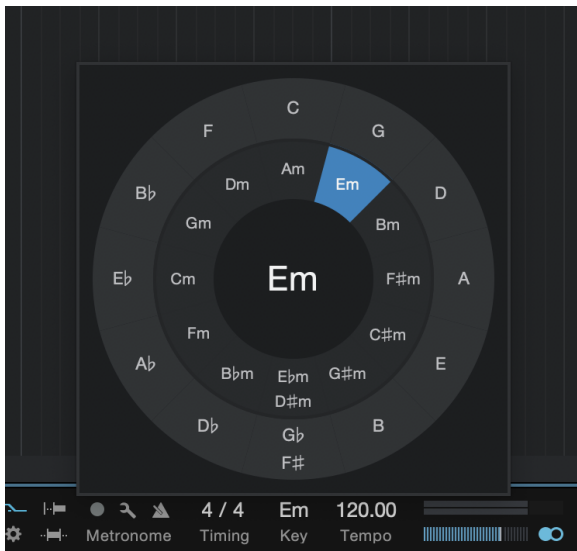 C
F
G
B♭
D
E♭
A
A♭
E
D♭
B
G♭
F♯
Am
Dm
Em
Gm
Bm
Cm
F♯m
Fm
C♯m
B♭m
G♯m
E♭m
D♯m
Em
4 / 4
Em
120.00
Metronome
Timing
Key
Tempo